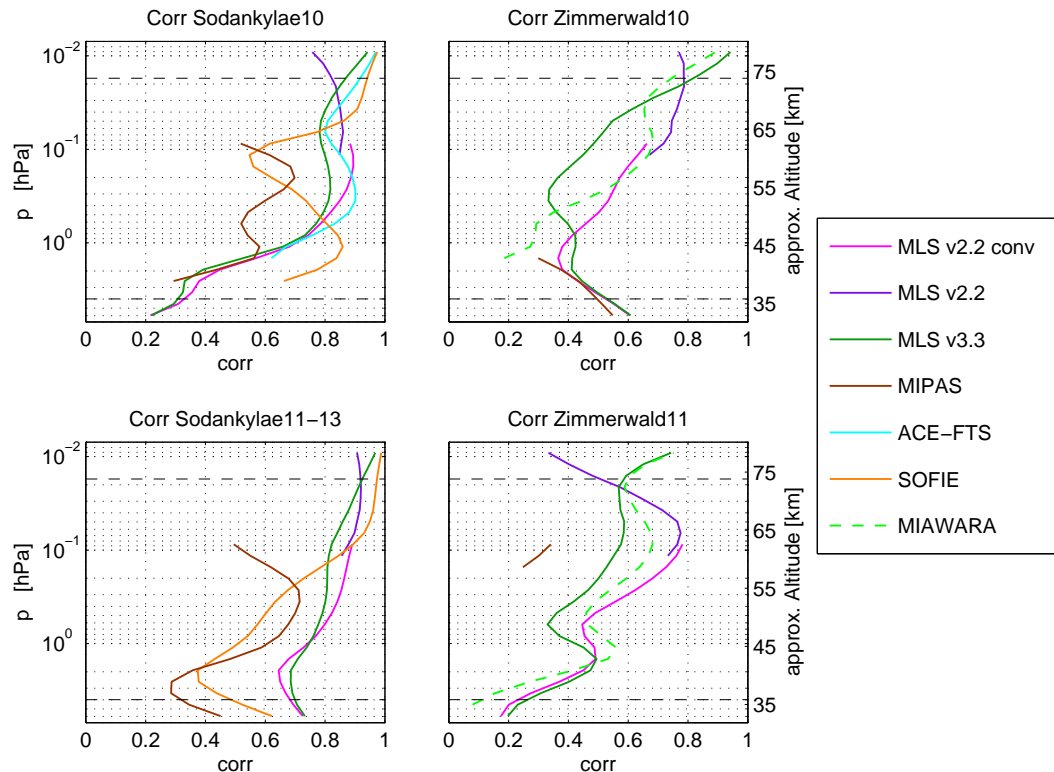 Corr Sodankylae10
Corr Zimmerwald10
10−2
10−1
100
p [hPa]
0 0.2 0.4 0.6 0.8 1
corr
75
65
55
45
35
approx. Altitude [km]
0 0.2 0.4 0.6 0.8 1
corr
MLS v2.2 conv
MLS v2.2
MLS v3.3
MIPAS
ACE−FTS
SOFIE
MIAWARA
Corr Sodankylae11−13
Corr Zimmerwald11
10−2
10−1
100
p [hPa]
0 0.2 0.4 0.6 0.8 1
corr
75
65
55
45
35
approx. Altitude [km]
0 0.2 0.4 0.6 0.8 1
corr